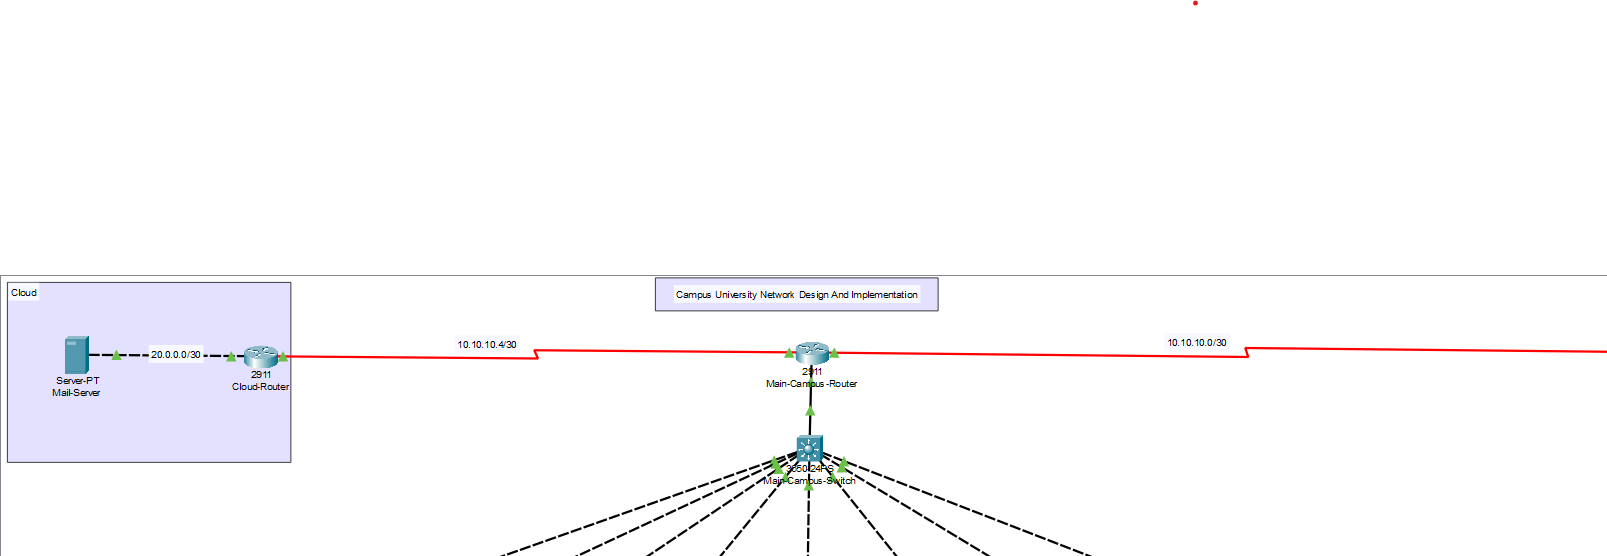 Campus University Network Design And Implementation
Cloud
10.10.10.4/30
10.10.10.0/30
20.0.0.0/30
Server-PT
Mail-Server
2911
Cloud-Router
2911
Main-Campus-Router
3650-24PS
Main-Campus-Switch